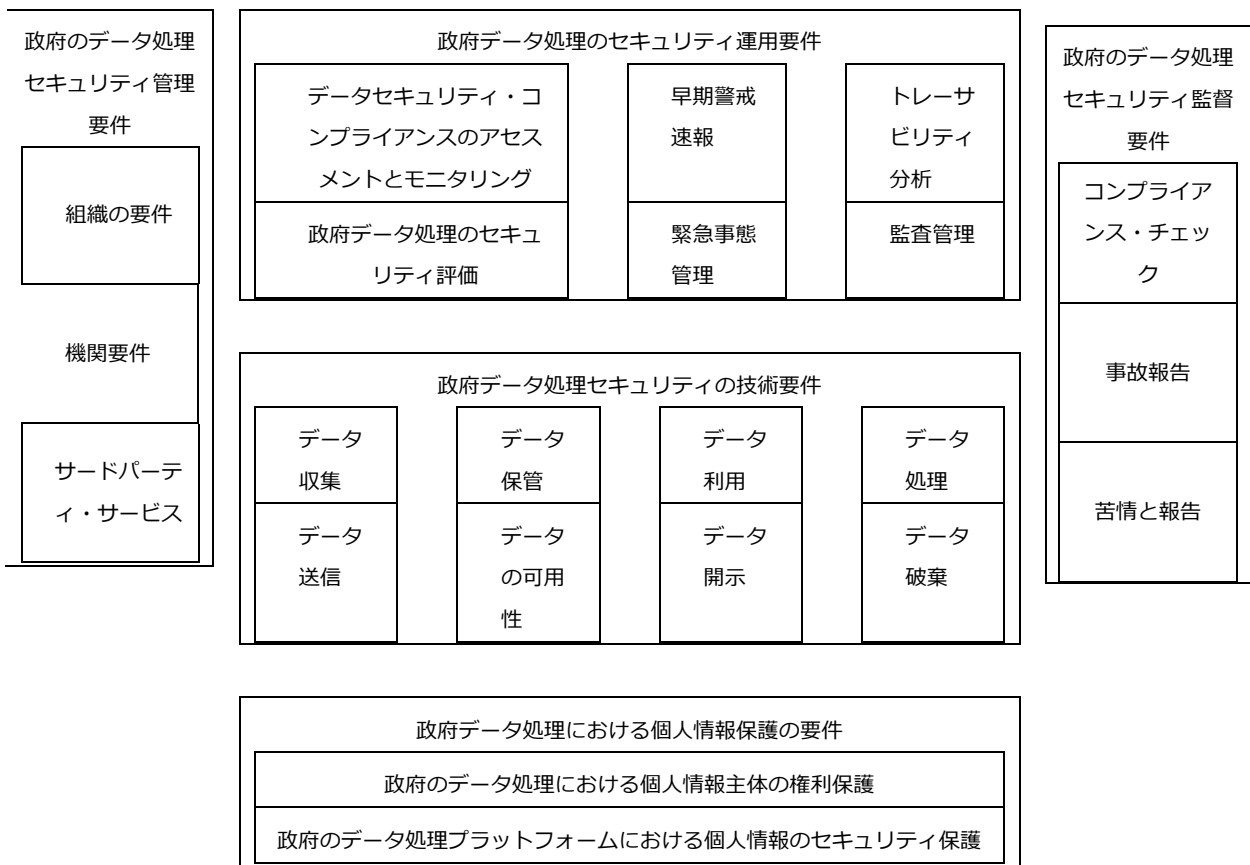 政府のデータ処理
セキュリティ管理
要件
組織の要件
機関要件
サードパーテ
ィ・サービス
政府データ処理のセキュリティ運用要件
データセキュリティ・コ
ンプライアンスのアセス
メントとモニタリング
早期警戒
速報
トレーサ
ビリティ
分析
政府データ処理のセキュ
リティ評価
緊急事態
管理
監査管理
政府データ処理セキュリティの技術要件
データ
収集
データ
保管
データ
利用
データ
処理
データ
送信
データ
の可用
性
データ
開示
データ
破棄
政府データ処理における個人情報保護の要件
政府のデータ処理における個人情報主体の権利保護
政府のデータ処理プラットフォームにおける個人情報のセキュリティ保護
政府のデータ処理
セキュリティ監督
要件
コンプライア
ンス・チェッ
ク
事故報告
苦情と報告